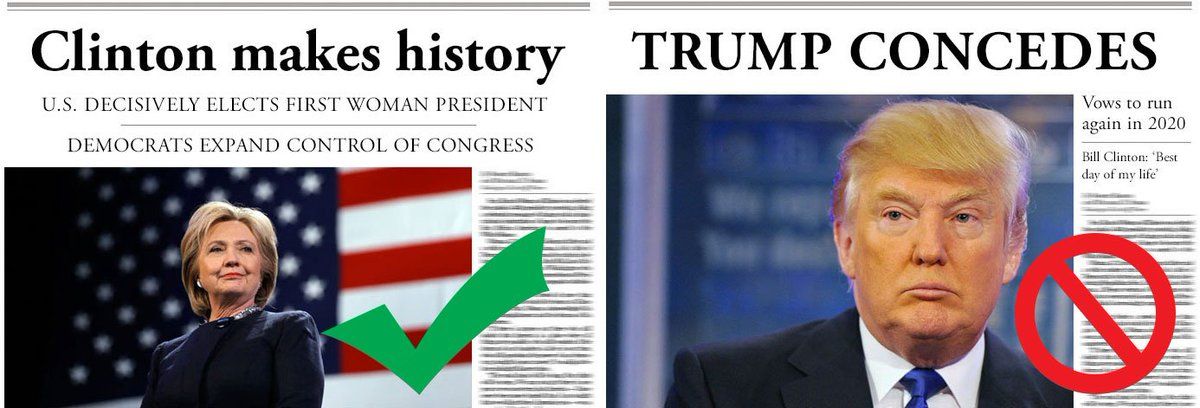 Clinton makes history
U.S. DECISIVELY ELECTS FIRST WOMAN PRESIDENT
DEMOCRATS EXPAND CONTROL OF CONGRESS
TRUMP CONCEDES
Vows to run
again in 2020
Bill Clinton: ‘Best
day of my life’